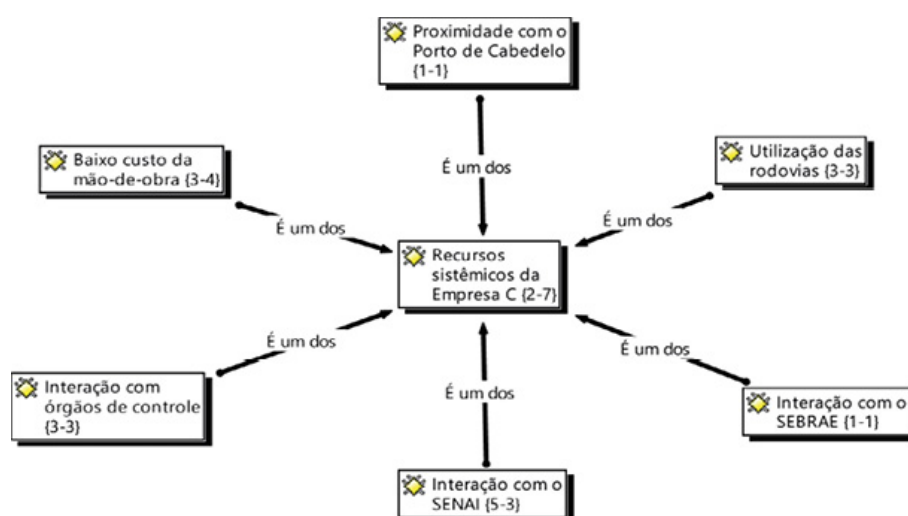 Proximidade com o
Porto de Cabedelo
{1-1}
É um dos
Baixo custo da
mão-de-obra {3-4}
É um dos
Utilização das
rodovias {3-3}
É um dos
Recursos
sistêmicos da
Empresa C {2-7}
É um dos
Interação com
órgãos de controle
{3-3}
É um dos
Interação com o
SENAI {5-3}
É um dos
Interação com o
SEBRAE {1-1}